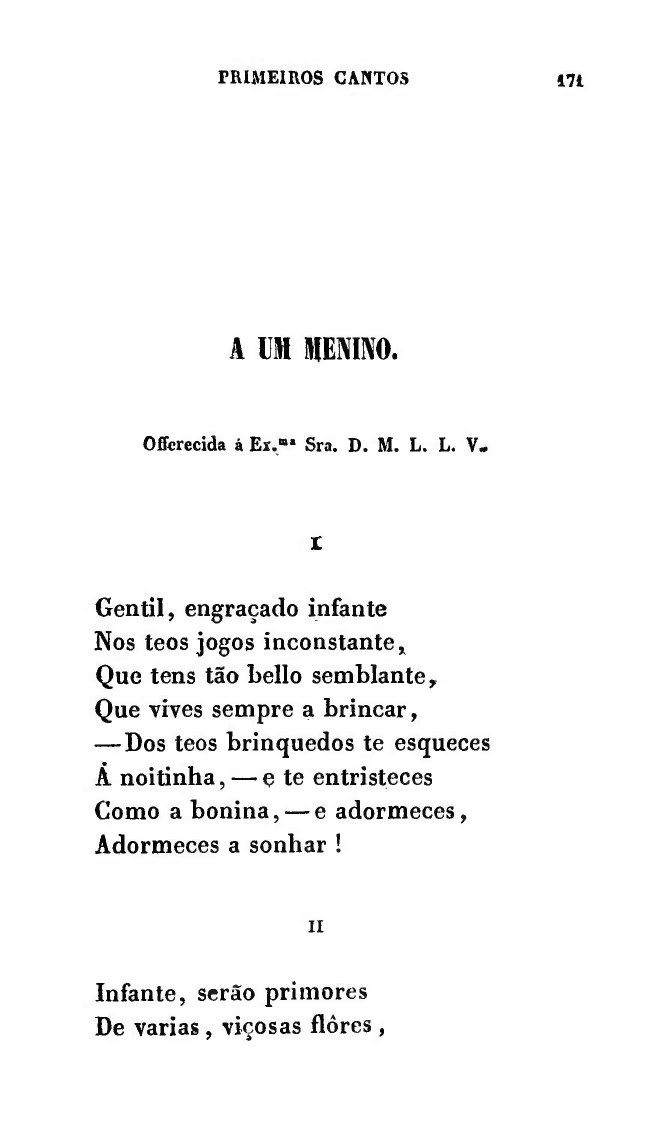 PRIMEIROS CANTOS 171
A UM MENINO.
Offerecida á Ex.ma Sra. D. M. L. L. V.
I
Gentil, engraçado infante
Nos teos jogos inconstante,
Que tens tão bello semblante,
Que vives sempre a brincar,
—Dos teos brinquedos te esqueces
Á noitinha, — e te entristeces
Como a bonina, — e adormeces,
Adormeces a sonhar !
II
Infante, serão primores
De varias, viçosas flôres,